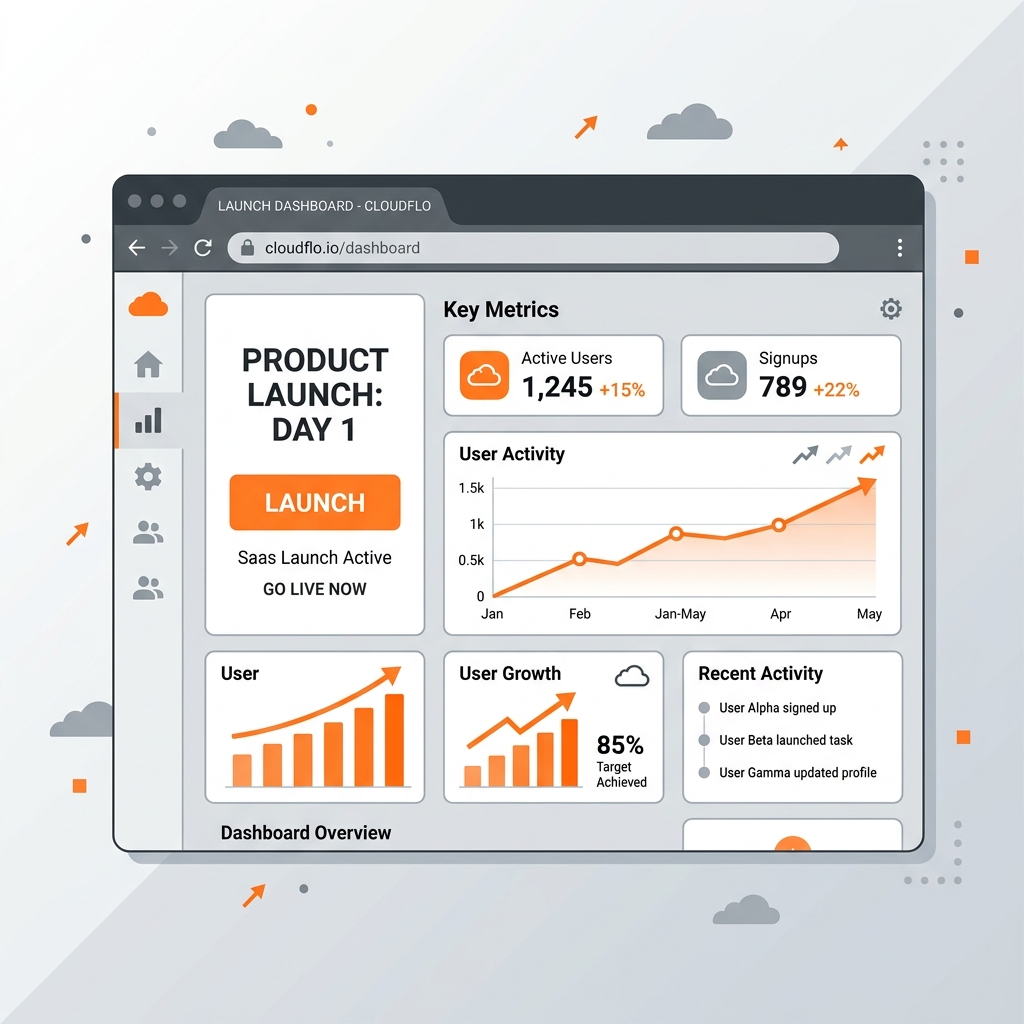 LAUNCH DASHBOARD - CLOUDFLO
cloudflo.io/dashboard
PRODUCT
LAUNCH:
DAY 1
LAUNCH
Saas Launch Active
GO LIVE NOW
Key Metrics
Active Users
1,245 +15%
Signups
789 +22%
User Activity
1.5k
1k
0.5k
0
Jan Feb Jan-May Apr May
User
User Growth
85%
Target
Achieved
Recent Activity
User Alpha signed up
User Beta launched task
User Gamma updated profile
Dashboard Overview